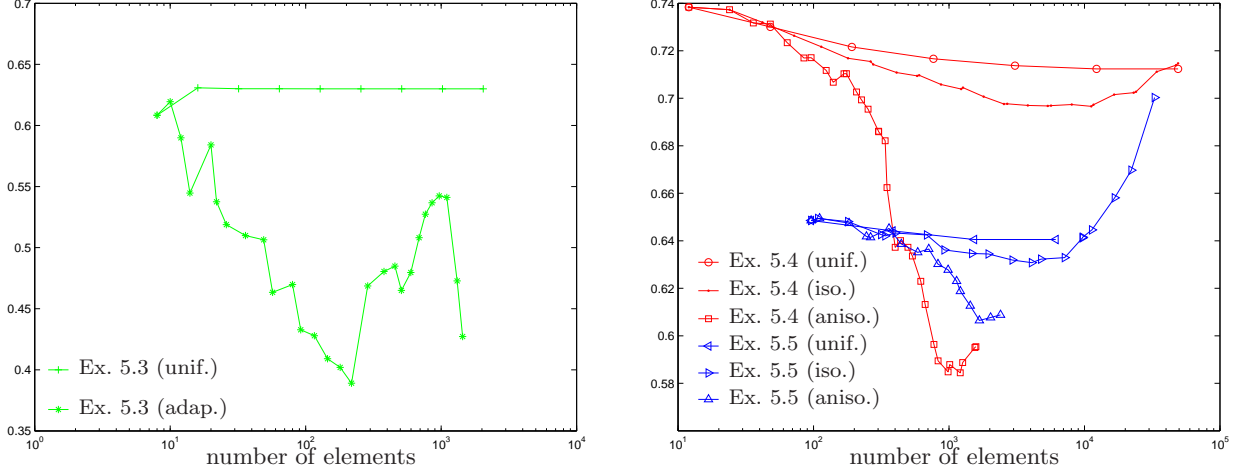 0.7
0.65
0.6
0.55
0.5
0.45
0.4
0.35
10^0
10^1
10^2
10^3
10^4
number of elements
Ex. 5.3 (unif.)
Ex. 5.3 (adap.)
0.74
0.72
0.7
0.68
0.66
0.64
0.62
0.6
0.58
10^1
10^2
10^3
10^4
10^5
number of elements
Ex. 5.4 (unif.)
Ex. 5.4 (iso.)
Ex. 5.4 (aniso.)
Ex. 5.5 (unif.)
Ex. 5.5 (iso.)
Ex. 5.5 (aniso.)